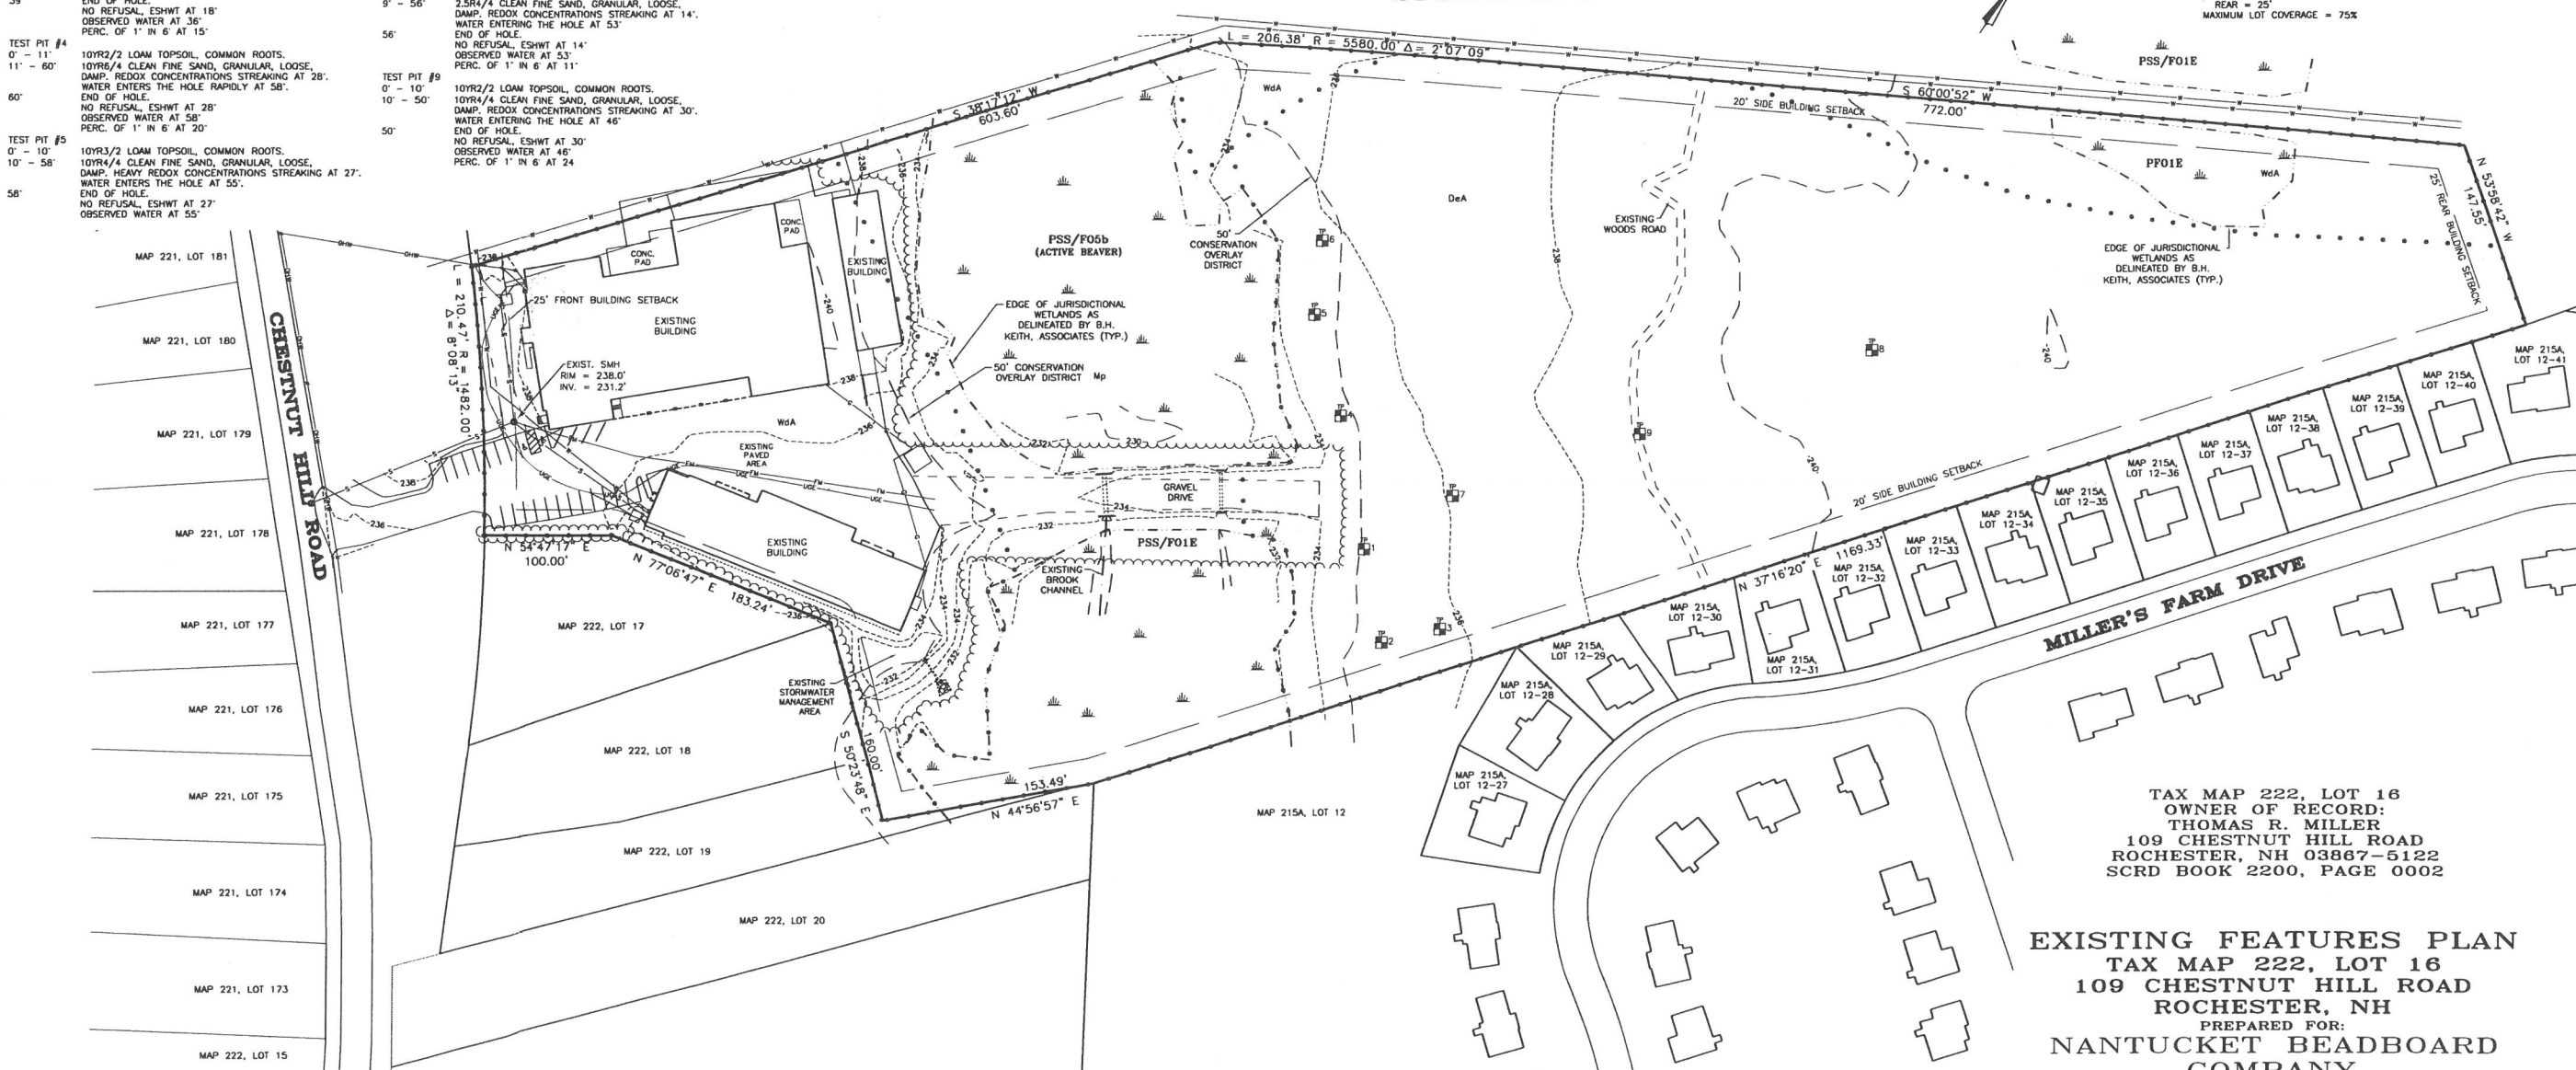 39"
END OF HOLE.
NO REFUSAL, ESHWT AT 18"
OBSERVED WATER AT 36"
PERC. OF 1" IN 6' AT 15"
TEST PIT #4
0" - 11"
10YR2/2 LOAM TOPSOIL, COMMON ROOTS.
11" - 60"
10YR6/4 CLEAN FINE SAND, GRANULAR, LOOSE,
DAMP. REDOX CONCENTRATIONS STREAKING AT 28".
WATER ENTERS THE HOLE RAPIDLY AT 58".
60"
END OF HOLE.
NO REFUSAL, ESHWT AT 28"
OBSERVED WATER AT 58"
PERC. OF 1" IN 6' AT 20"
TEST PIT #5
0" - 10"
10YR3/2 LOAM TOPSOIL, COMMON ROOTS.
10" - 58"
10YR4/4 CLEAN FINE SAND, GRANULAR, LOOSE,
DAMP. HEAVY REDOX CONCENTRATIONS STREAKING AT 27".
WATER ENTERS THE HOLE AT 55".
58"
END OF HOLE.
NO REFUSAL, ESHWT AT 27"
OBSERVED WATER AT 55"
9" - 56"
2.5R4/4 CLEAN FINE SAND, GRANULAR, LOOSE,
DAMP. REDOX CONCENTRATIONS STREAKING AT 14".
WATER ENTERING THE HOLE AT 53"
56"
END OF HOLE.
NO REFUSAL, ESHWT AT 14"
OBSERVED WATER AT 53"
PERC. OF 1" IN 6' AT 11"
TEST PIT #9
0" - 10"
10YR2/2 LOAM TOPSOIL, COMMON ROOTS.
10" - 50"
10YR4/4 CLEAN FINE SAND, GRANULAR, LOOSE,
DAMP. REDOX CONCENTRATIONS STREAKING AT 30".
WATER ENTERING THE HOLE AT 46"
50"
END OF HOLE.
NO REFUSAL, ESHWT AT 30"
OBSERVED WATER AT 46"
PERC. OF 1" IN 6' AT 24
REAR = 25'
MAXIMUM LOT COVERAGE = 75%
L = 206.38' R = 5580.00' Δ = 2°07'09"
S 38°17'12" W
603.60'
S 60°00'52" W
772.00'
20' SIDE BUILDING SETBACK
N 53°58'42" W
147.55'
25' REAR BUILDING SETBACK
PSS/FO1E
PFO1E
WdA
WdA
DeA
EXISTING
WOODS ROAD
50'
CONSERVATION
OVERLAY
DISTRICT
PSS/FO5b
(ACTIVE BEAVER)
EDGE OF JURISDICTIONAL
WETLANDS AS
DELINEATED BY B.H.
KEITH, ASSOCIATES (TYP.)
EDGE OF JURISDICTIONAL
WETLANDS AS
DELINEATED BY B.H.
KEITH, ASSOCIATES (TYP.)
50' CONSERVATION
OVERLAY DISTRICT
Mp
CONC.
PAD
CONC.
PAD
EXISTING
BUILDING
EXISTING
BUILDING
25' FRONT BUILDING SETBACK
L = 210.47' R = 1482.00'
Δ = 8°08'13"
EXIST. SMH
RIM = 238.0'
INV. = 231.2'
WdA
EXISTING
PAVED
AREA
EXISTING
BUILDING
GRAVEL
DRIVE
PSS/FO1E
EXISTING
BROOK
CHANNEL
EXISTING
STORMWATER
MANAGEMENT
AREA
N 54°47'17" E
100.00'
N 77°06'47" E 183.24'
S 50°23'48" E
160.00'
153.49'
N 44°56'57" E
N 37°16'20" E 1169.33'
20' SIDE BUILDING SETBACK
CHESTNUT HILL ROAD
MILLER'S FARM DRIVE
MAP 221, LOT 181
MAP 221, LOT 180
MAP 221, LOT 179
MAP 221, LOT 178
MAP 221, LOT 177
MAP 221, LOT 176
MAP 221, LOT 175
MAP 221, LOT 174
MAP 221, LOT 173
MAP 222, LOT 15
MAP 222, LOT 17
MAP 222, LOT 18
MAP 222, LOT 19
MAP 222, LOT 20
MAP 215A, LOT 12
MAP 215A,
LOT 12-27
MAP 215A,
LOT 12-28
MAP 215A,
LOT 12-29
MAP 215A,
LOT 12-30
MAP 215A,
LOT 12-31
MAP 215A,
LOT 12-32
MAP 215A,
LOT 12-33
MAP 215A,
LOT 12-34
MAP 215A,
LOT 12-35
MAP 215A,
LOT 12-36
MAP 215A,
LOT 12-37
MAP 215A,
LOT 12-38
MAP 215A,
LOT 12-39
MAP 215A,
LOT 12-40
MAP 215A,
LOT 12-41
TAX MAP 222, LOT 16
OWNER OF RECORD:
THOMAS R. MILLER
109 CHESTNUT HILL ROAD
ROCHESTER, NH 03867-5122
SCRD BOOK 2200, PAGE 0002
EXISTING FEATURES PLAN
TAX MAP 222, LOT 16
109 CHESTNUT HILL ROAD
ROCHESTER, NH
PREPARED FOR:
NANTUCKET BEADBOARD
COMPANY